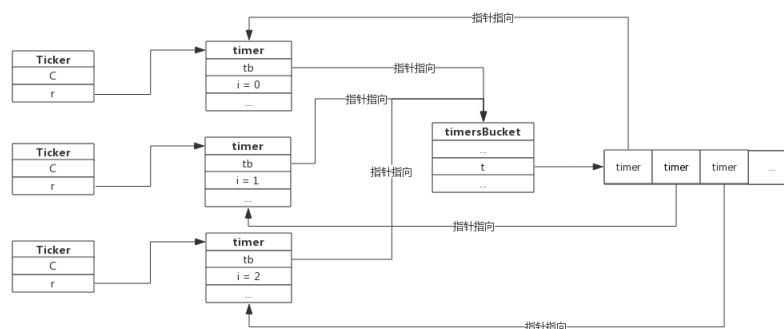 指针指向
Ticker
C
r
timer
tb
i = 0
...
指针指向
指针指向
timersBucket
...
t
...
timer
timer
timer
...
Ticker
C
r
timer
tb
i = 1
...
指针指向
指针指向
Ticker
C
r
timer
tb
i = 2
...
指针指向